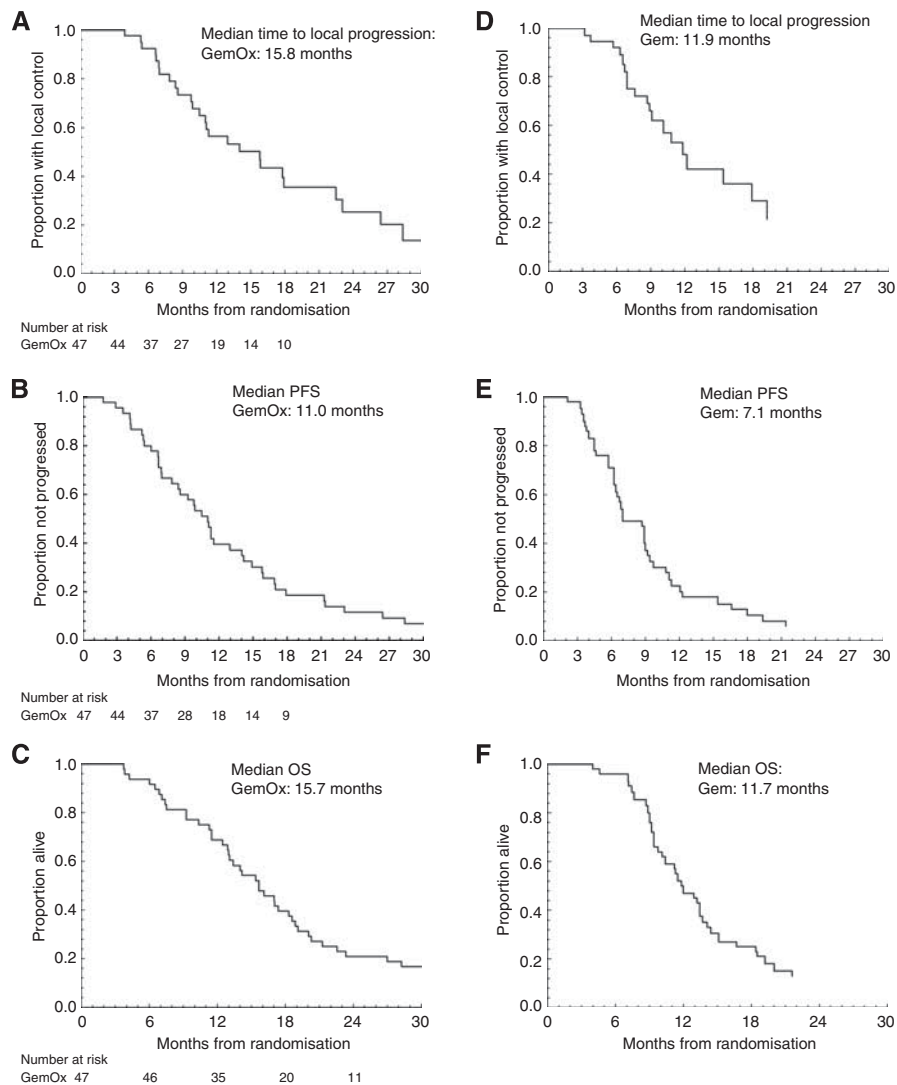 A
Median time to local progression:
GemOx: 15.8 months
Proportion with local control
1.0
0.8
0.6
0.4
0.2
0.0
0 3 6 9 12 15 18 21 24 27 30
Months from randomisation
Number at risk
GemOx 47 44 37 27 19 14 10
D
Median time to local progression
Gem: 11.9 months
Proportion with local control
1.0
0.8
0.6
0.4
0.2
0.0
0 3 6 9 12 15 18 21 24 27 30
Months from randomisation
B
Median PFS
GemOx: 11.0 months
Proportion not progressed
1.0
0.8
0.6
0.4
0.2
0.0
0 3 6 9 12 15 18 21 24 27 30
Months from randomisation
Number at risk
GemOx 47 44 37 28 18 14 9
E
Median PFS
Gem: 7.1 months
Proportion not progressed
1.0
0.8
0.6
0.4
0.2
0.0
0 3 6 9 12 15 18 21 24 27 30
Months from randomisation
C
Median OS
GemOx: 15.7 months
Proportion alive
1.0
0.8
0.6
0.4
0.2
0.0
0 6 12 18 24 30
Months from randomisation
Number at risk
GemOx 47 46 35 20 11
F
Median OS:
Gem: 11.7 months
Proportion alive
1.0
0.8
0.6
0.4
0.2
0.0
0 6 12 18 24 30
Months from randomisation